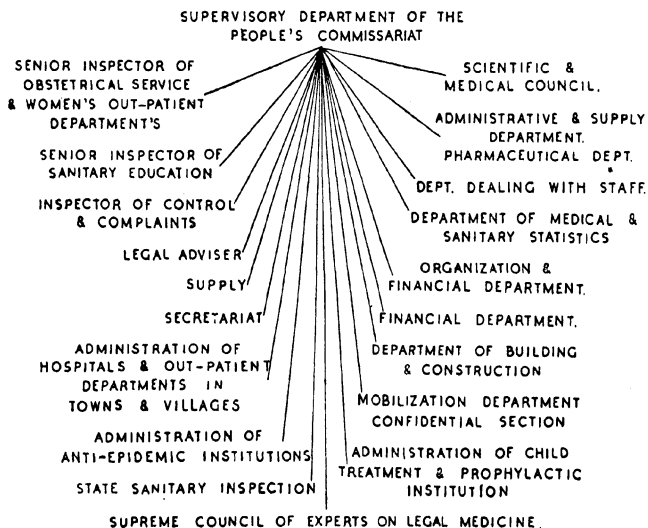 SUPERVISORY DEPARTMENT OF THE
PEOPLE'S COMMISSARIAT
SENIOR INSPECTOR OF
OBSTETRICAL SERVICE
& WOMEN'S OUT-PATIENT
DEPARTMENT'S
SENIOR INSPECTOR OF
SANITARY EDUCATION
INSPECTOR OF CONTROL
& COMPLAINTS
LEGAL ADVISER
SUPPLY
SECRETARIAT
ADMINISTRATION OF
HOSPITALS & OUT-PATIENT
DEPARTMENTS IN
TOWNS & VILLAGES
ADMINISTRATION OF
ANTI-EPIDEMIC INSTITUTIONS
STATE SANITARY INSPECTION
SCIENTIFIC &
MEDICAL COUNCIL.
ADMINISTRATIVE & SUPPLY
DEPARTMENT.
PHARMACEUTICAL DEPT.
DEPT. DEALING WITH STAFF.
DEPARTMENT OF MEDICAL &
SANITARY STATISTICS
ORGANIZATION &
FINANCIAL DEPARTMENT.
FINANCIAL DEPARTMENT.
DEPARTMENT OF BUILDING
& CONSTRUCTION
MOBILIZATION DEPARTMENT
CONFIDENTIAL SECTION
ADMINISTRATION OF CHILD
TREATMENT & PROPHYLACTIC
INSTITUTION
SUPREME COUNCIL OF EXPERTS ON LEGAL MEDICINE.